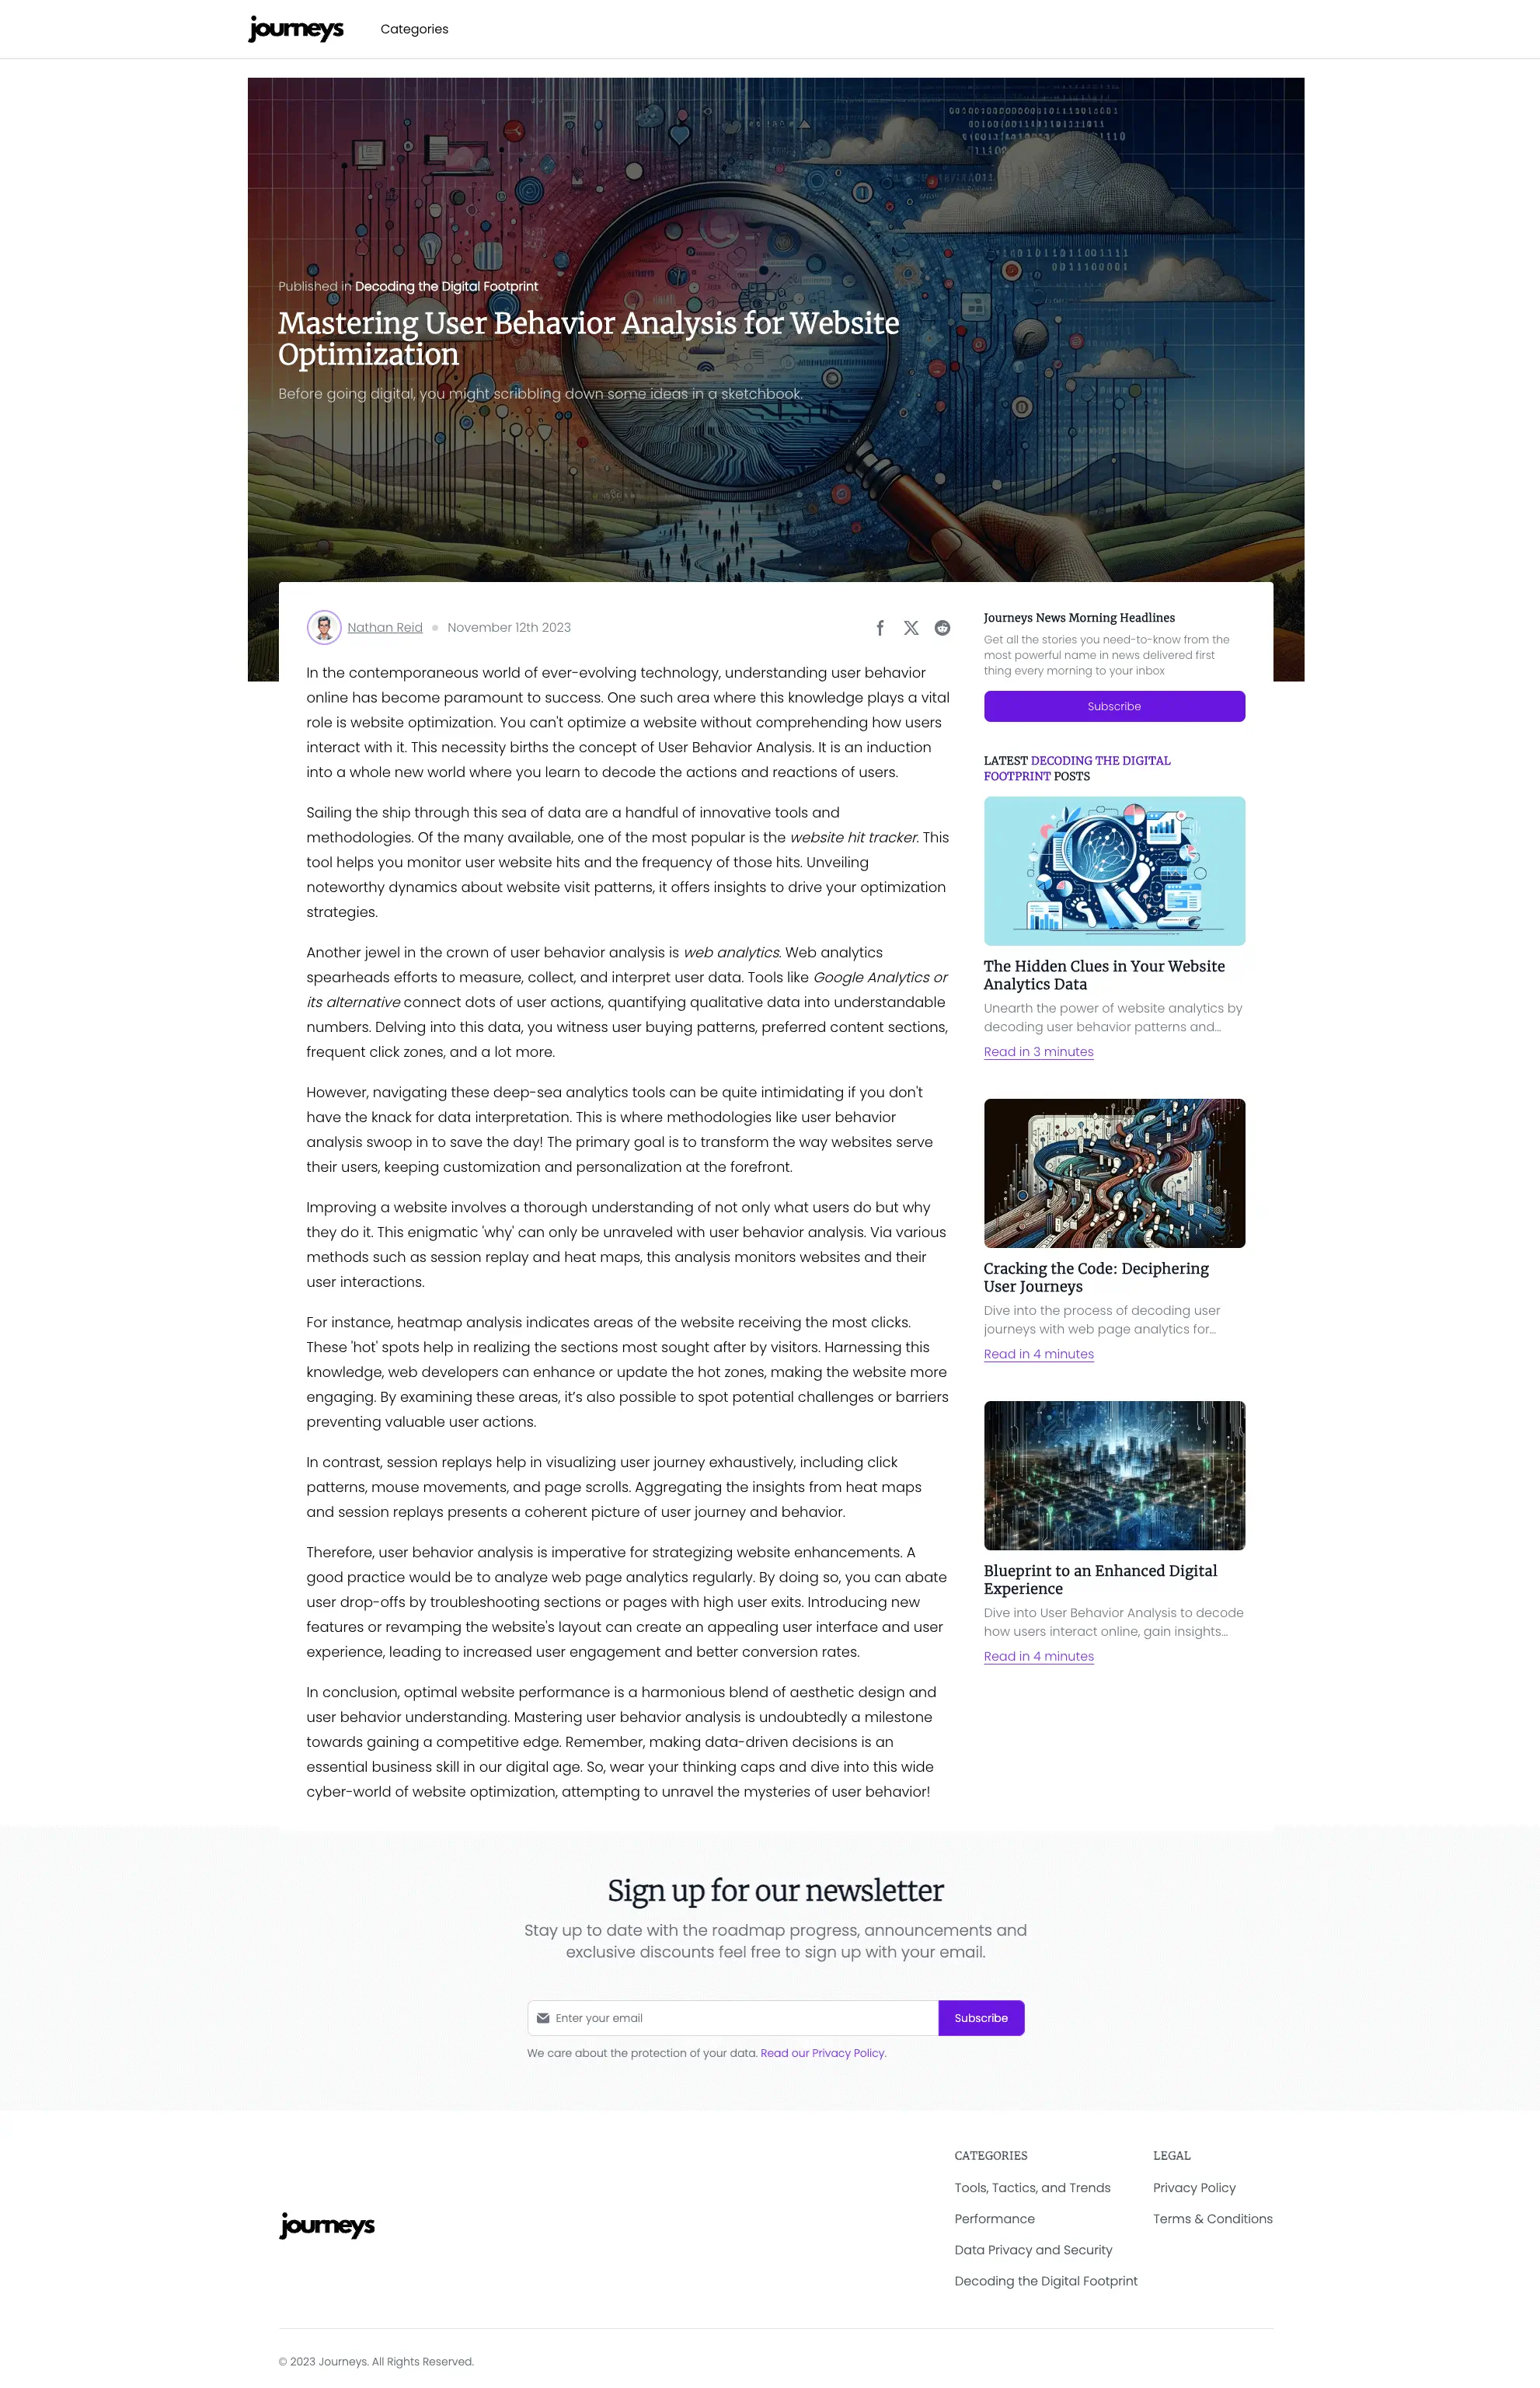 journeys
Categories
Published in Decoding the Digital Footprint
Mastering User Behavior Analysis for Website
Optimization
Before going digital, you might scribbling down some ideas in a sketchbook.
Nathan Reid
November 12th 2023
In the contemporaneous world of ever-evolving technology, understanding user behavior
online has become paramount to success. One such area where this knowledge plays a vital
role is website optimization. You can't optimize a website without comprehending how users
interact with it. This necessity births the concept of User Behavior Analysis. It is an induction
into a whole new world where you learn to decode the actions and reactions of users.
Sailing the ship through this sea of data are a handful of innovative tools and
methodologies. Of the many available, one of the most popular is the website hit tracker. This
tool helps you monitor user website hits and the frequency of those hits. Unveiling
noteworthy dynamics about website visit patterns, it offers insights to drive your optimization
strategies.
Another jewel in the crown of user behavior analysis is web analytics. Web analytics
spearheads efforts to measure, collect, and interpret user data. Tools like Google Analytics or
its alternative connect dots of user actions, quantifying qualitative data into understandable
numbers. Delving into this data, you witness user buying patterns, preferred content sections,
frequent click zones, and a lot more.
However, navigating these deep-sea analytics tools can be quite intimidating if you don't
have the knack for data interpretation. This is where methodologies like user behavior
analysis swoop in to save the day! The primary goal is to transform the way websites serve
their users, keeping customization and personalization at the forefront.
Improving a website involves a thorough understanding of not only what users do but why
they do it. This enigmatic 'why' can only be unraveled with user behavior analysis. Via various
methods such as session replay and heat maps, this analysis monitors websites and their
user interactions.
For instance, heatmap analysis indicates areas of the website receiving the most clicks.
These 'hot' spots help in realizing the sections most sought after by visitors. Harnessing this
knowledge, web developers can enhance or update the hot zones, making the website more
engaging. By examining these areas, it’s also possible to spot potential challenges or barriers
preventing valuable user actions.
In contrast, session replays help in visualizing user journey exhaustively, including click
patterns, mouse movements, and page scrolls. Aggregating the insights from heat maps
and session replays presents a coherent picture of user journey and behavior.
Therefore, user behavior analysis is imperative for strategizing website enhancements. A
good practice would be to analyze web page analytics regularly. By doing so, you can abate
user drop-offs by troubleshooting sections or pages with high user exits. Introducing new
features or revamping the website's layout can create an appealing user interface and user
experience, leading to increased user engagement and better conversion rates.
In conclusion, optimal website performance is a harmonious blend of aesthetic design and
user behavior understanding. Mastering user behavior analysis is undoubtedly a milestone
towards gaining a competitive edge. Remember, making data-driven decisions is an
essential business skill in our digital age. So, wear your thinking caps and dive into this wide
cyber-world of website optimization, attempting to unravel the mysteries of user behavior!
Journeys News Morning Headlines
Get all the stories you need-to-know from the
most powerful name in news delivered first
thing every morning to your inbox
Subscribe
LATEST DECODING THE DIGITAL
FOOTPRINT POSTS
The Hidden Clues in Your Website
Analytics Data
Unearth the power of website analytics by
decoding user behavior patterns and...
Read in 3 minutes
Cracking the Code: Deciphering
User Journeys
Dive into the process of decoding user
journeys with web page analytics for...
Read in 4 minutes
Blueprint to an Enhanced Digital
Experience
Dive into User Behavior Analysis to decode
how users interact online, gain insights...
Read in 4 minutes
Sign up for our newsletter
Stay up to date with the roadmap progress, announcements and
exclusive discounts feel free to sign up with your email.
Enter your email
Subscribe
We care about the protection of your data. Read our Privacy Policy.
journeys
CATEGORIES
Tools, Tactics, and Trends
Performance
Data Privacy and Security
Decoding the Digital Footprint
LEGAL
Privacy Policy
Terms & Conditions
© 2023 Journeys. All Rights Reserved.